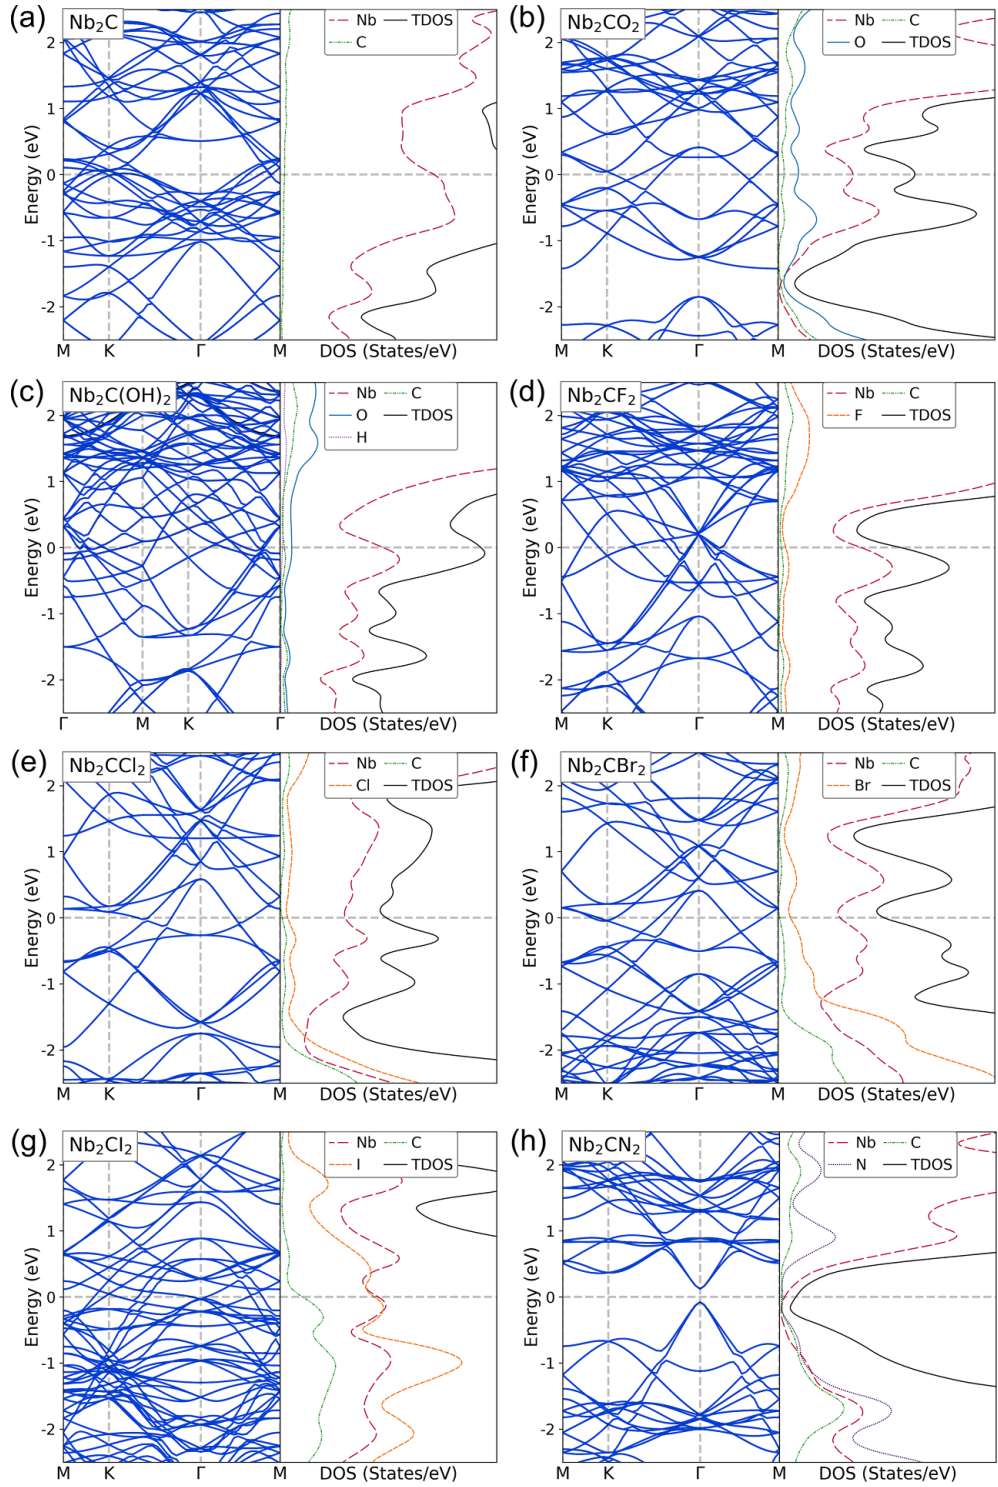 (a) Nb₂C
Nb TDOS
C
2
1
0
-1
-2
Energy (eV)
M K Γ M DOS (States/eV)
(b) Nb₂CO₂
Nb C
O TDOS
2
1
0
-1
-2
Energy (eV)
M K Γ M DOS (States/eV)
(c) Nb₂C(OH)₂
Nb C
O TDOS
H
2
1
0
-1
-2
Energy (eV)
Γ M K Γ DOS (States/eV)
(d) Nb₂CF₂
Nb C
F TDOS
2
1
0
-1
-2
Energy (eV)
M K Γ M DOS (States/eV)
(e) Nb₂CCl₂
Nb C
Cl TDOS
2
1
0
-1
-2
Energy (eV)
M K Γ M DOS (States/eV)
(f) Nb₂CBr₂
Nb C
Br TDOS
2
1
0
-1
-2
Energy (eV)
M K Γ M DOS (States/eV)
(g) Nb₂CI₂
Nb C
I TDOS
2
1
0
-1
-2
Energy (eV)
M K Γ M DOS (States/eV)
(h) Nb₂CN₂
Nb C
N TDOS
2
1
0
-1
-2
Energy (eV)
M K Γ M DOS (States/eV)